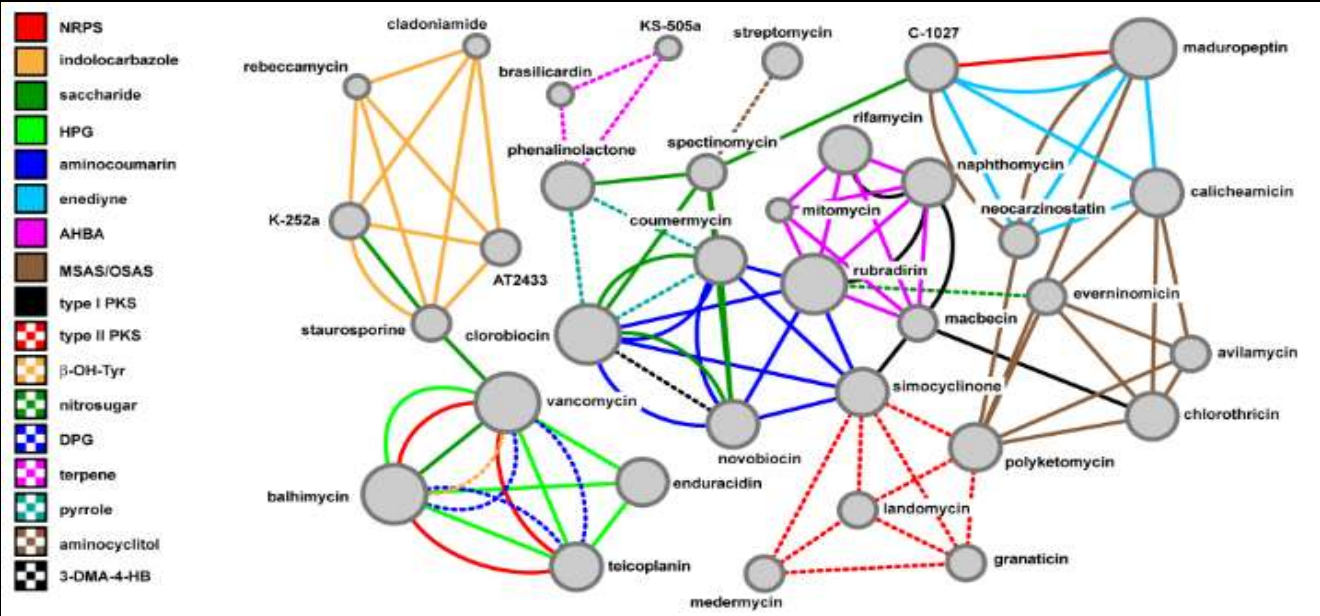 NRPS
indolocarbazole
saccharide
HPG
aminocoumarin
enediyne
AHBA
MSAS/OSAS
type I PKS
type II PKS
β-OH-Tyr
nitrosugar
DPG
terpene
pyrrole
aminocyclitol
3-DMA-4-HB
cladoniamide
rebeccamycin
K-252a
AT2433
staurosporine
KS-505a
brasilicardin
phenalinolactone
streptomycin
spectinomycin
coumermycin
clorobiocin
novobiocin
C-1027
maduropeptin
rifamycin
naphthomycin
mitomycin
neocarzinostatin
calicheamicin
rubradirin
everninomicin
macbecin
avilamycin
simocyclinone
chlorothricin
polyketomycin
vancomycin
balhimycin
enduracidin
teicoplanin
landomycin
granaticin
medermycin